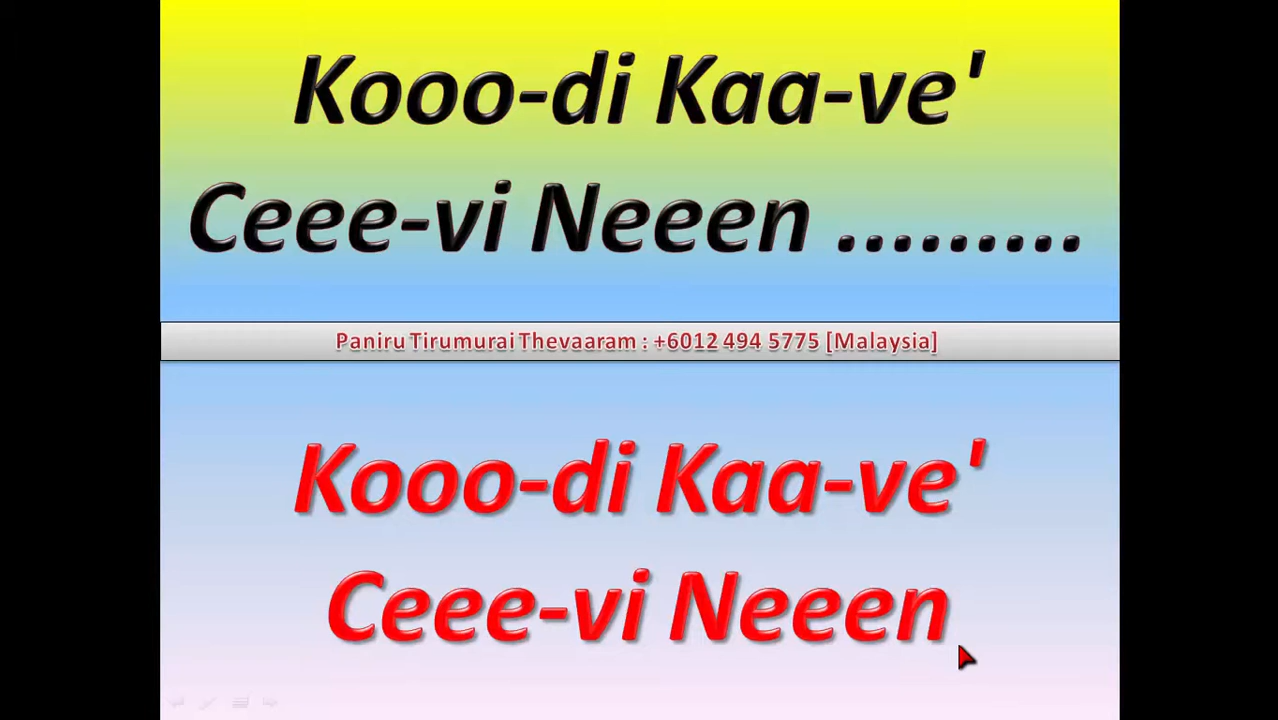 Kooo-di Kaa-ve'
Ceee-vi Neeen .........
Paniru Tirumurai Thevaaram : +6012 494 5775 [Malaysia]
Kooo-di Kaa-ve'
Ceee-vi Neeen